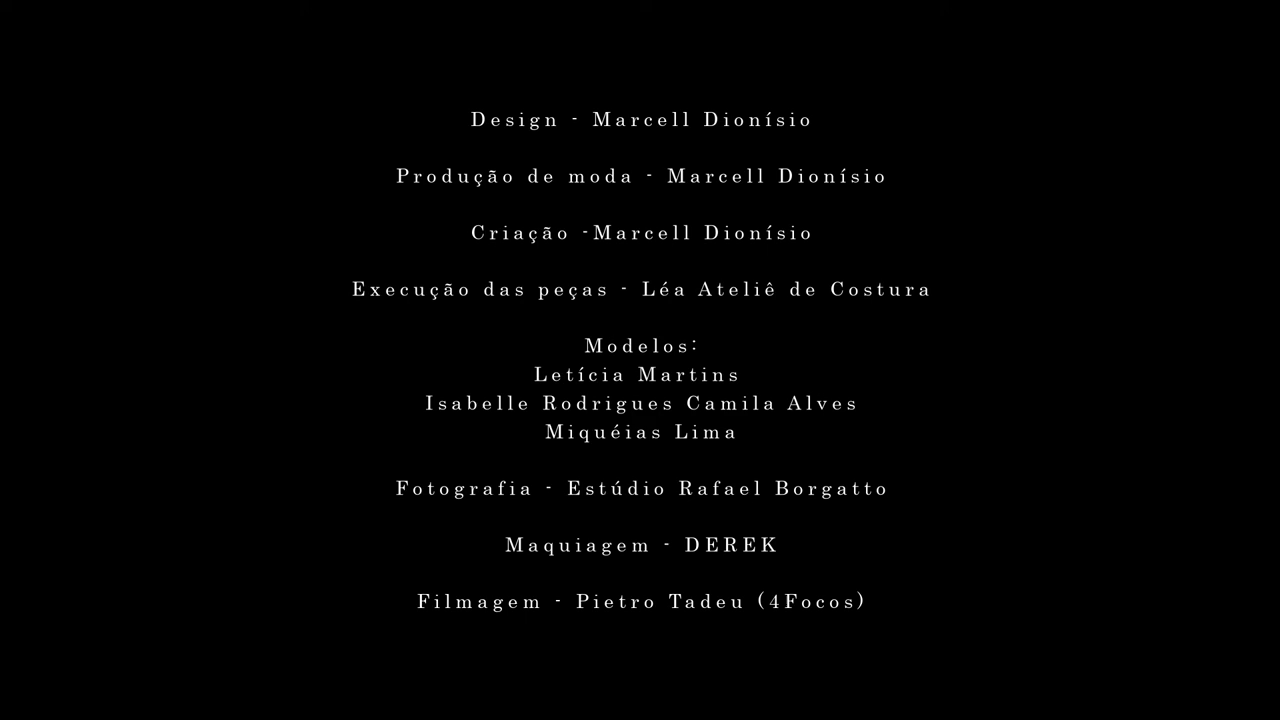 Design - Marcell Dionísio
Produção de moda - Marcell Dionísio
Criação -Marcell Dionísio
Execução das peças - Léa Ateliê de Costura
Modelos:
Letícia Martins
Isabelle Rodrigues Camila Alves
Miquéias Lima
Fotografia - Estúdio Rafael Borgatto
Maquiagem - DEREK
Filmagem - Pietro Tadeu (4Focos)